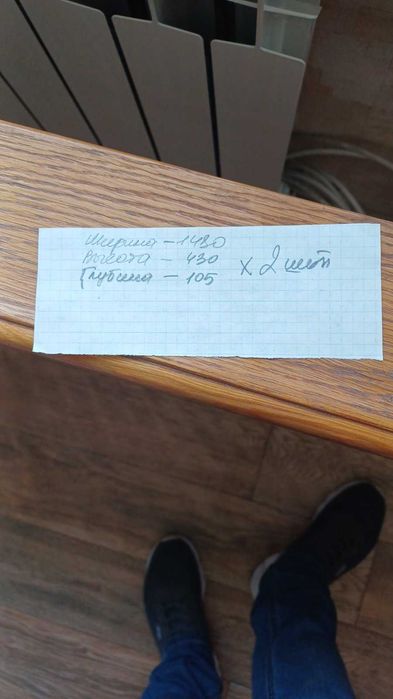 Ширина – 1430
Высота – 430
Глубина – 105
х 2 шт